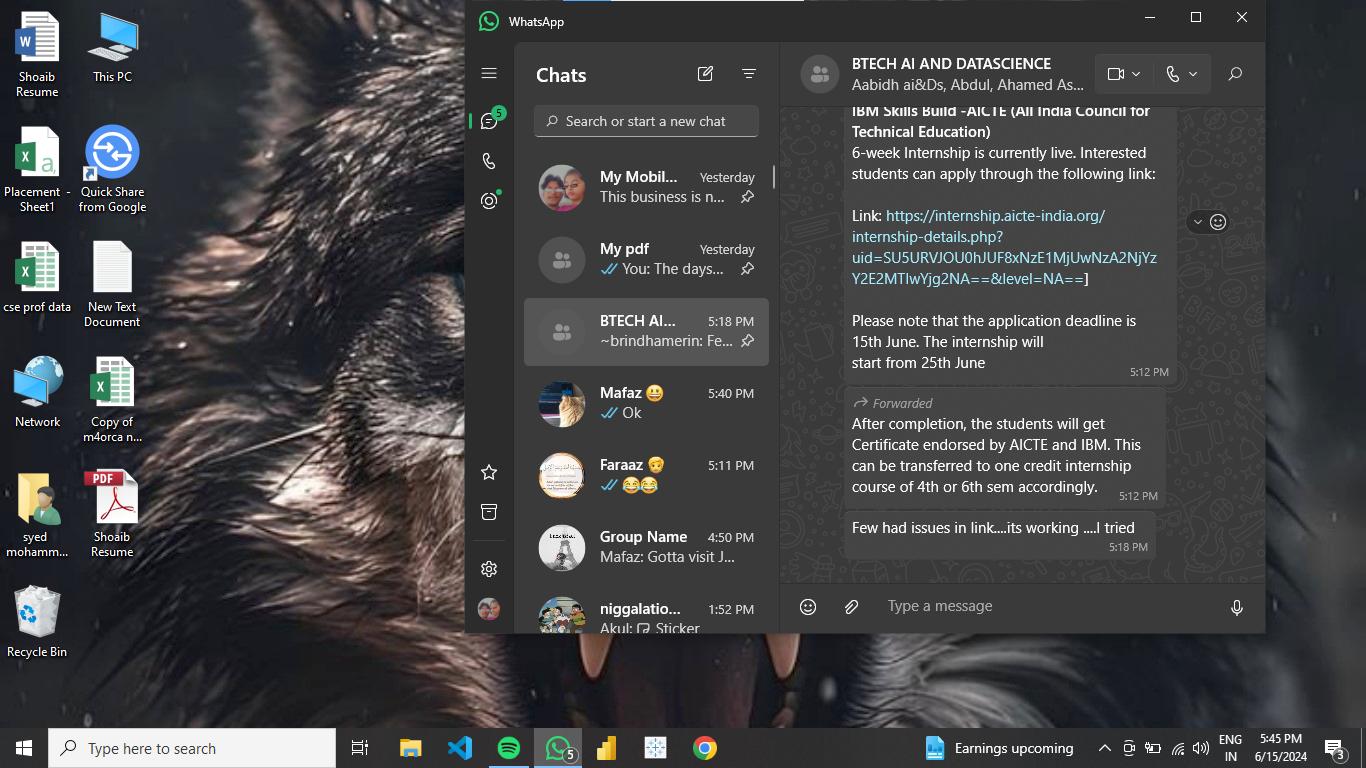 Shoaib
Resume
This PC
Placement -
Sheet1
Quick Share
from Google
cse prof data
New Text
Document
Network
Copy of
m4orca n...
syed
mohamm...
PDF
Shoaib
Resume
Recycle Bin
WhatsApp
5
Chats
Search or start a new chat
My Mobil... Yesterday
This business is n...
My pdf Yesterday
You: The days...
BTECH AI... 5:18 PM
~brindhamerin: Fe...
Mafaz 😃 5:40 PM
Ok
Faraaz 5:11 PM
😂😂
Group Name 4:50 PM
Mafaz: Gotta visit J...
niggalatio... 1:52 PM
Akul: Sticker
BTECH AI AND DATASCIENCE
Aabidh ai&Ds, Abdul, Ahamed As...
IBM Skills Build -AICTE (All India Council for
Technical Education)
6-week Internship is currently live. Interested
students can apply through the following link:
Link: https://internship.aicte-india.org/
internship-details.php?
uid=SU5URVJOU0hJUF8xNzE1MjUwNzA2NjYz
Y2E2MTIwYjg2NA==&level=NA==]
Please note that the application deadline is
15th June. The internship will
start from 25th June
5:12 PM
Forwarded
After completion, the students will get
Certificate endorsed by AICTE and IBM. This
can be transferred to one credit internship
course of 4th or 6th sem accordingly.
5:12 PM
Few had issues in link....its working ....I tried
5:18 PM
Type a message
Type here to search
5
Earnings upcoming
ENG
IN
5:45 PM
6/15/2024
3